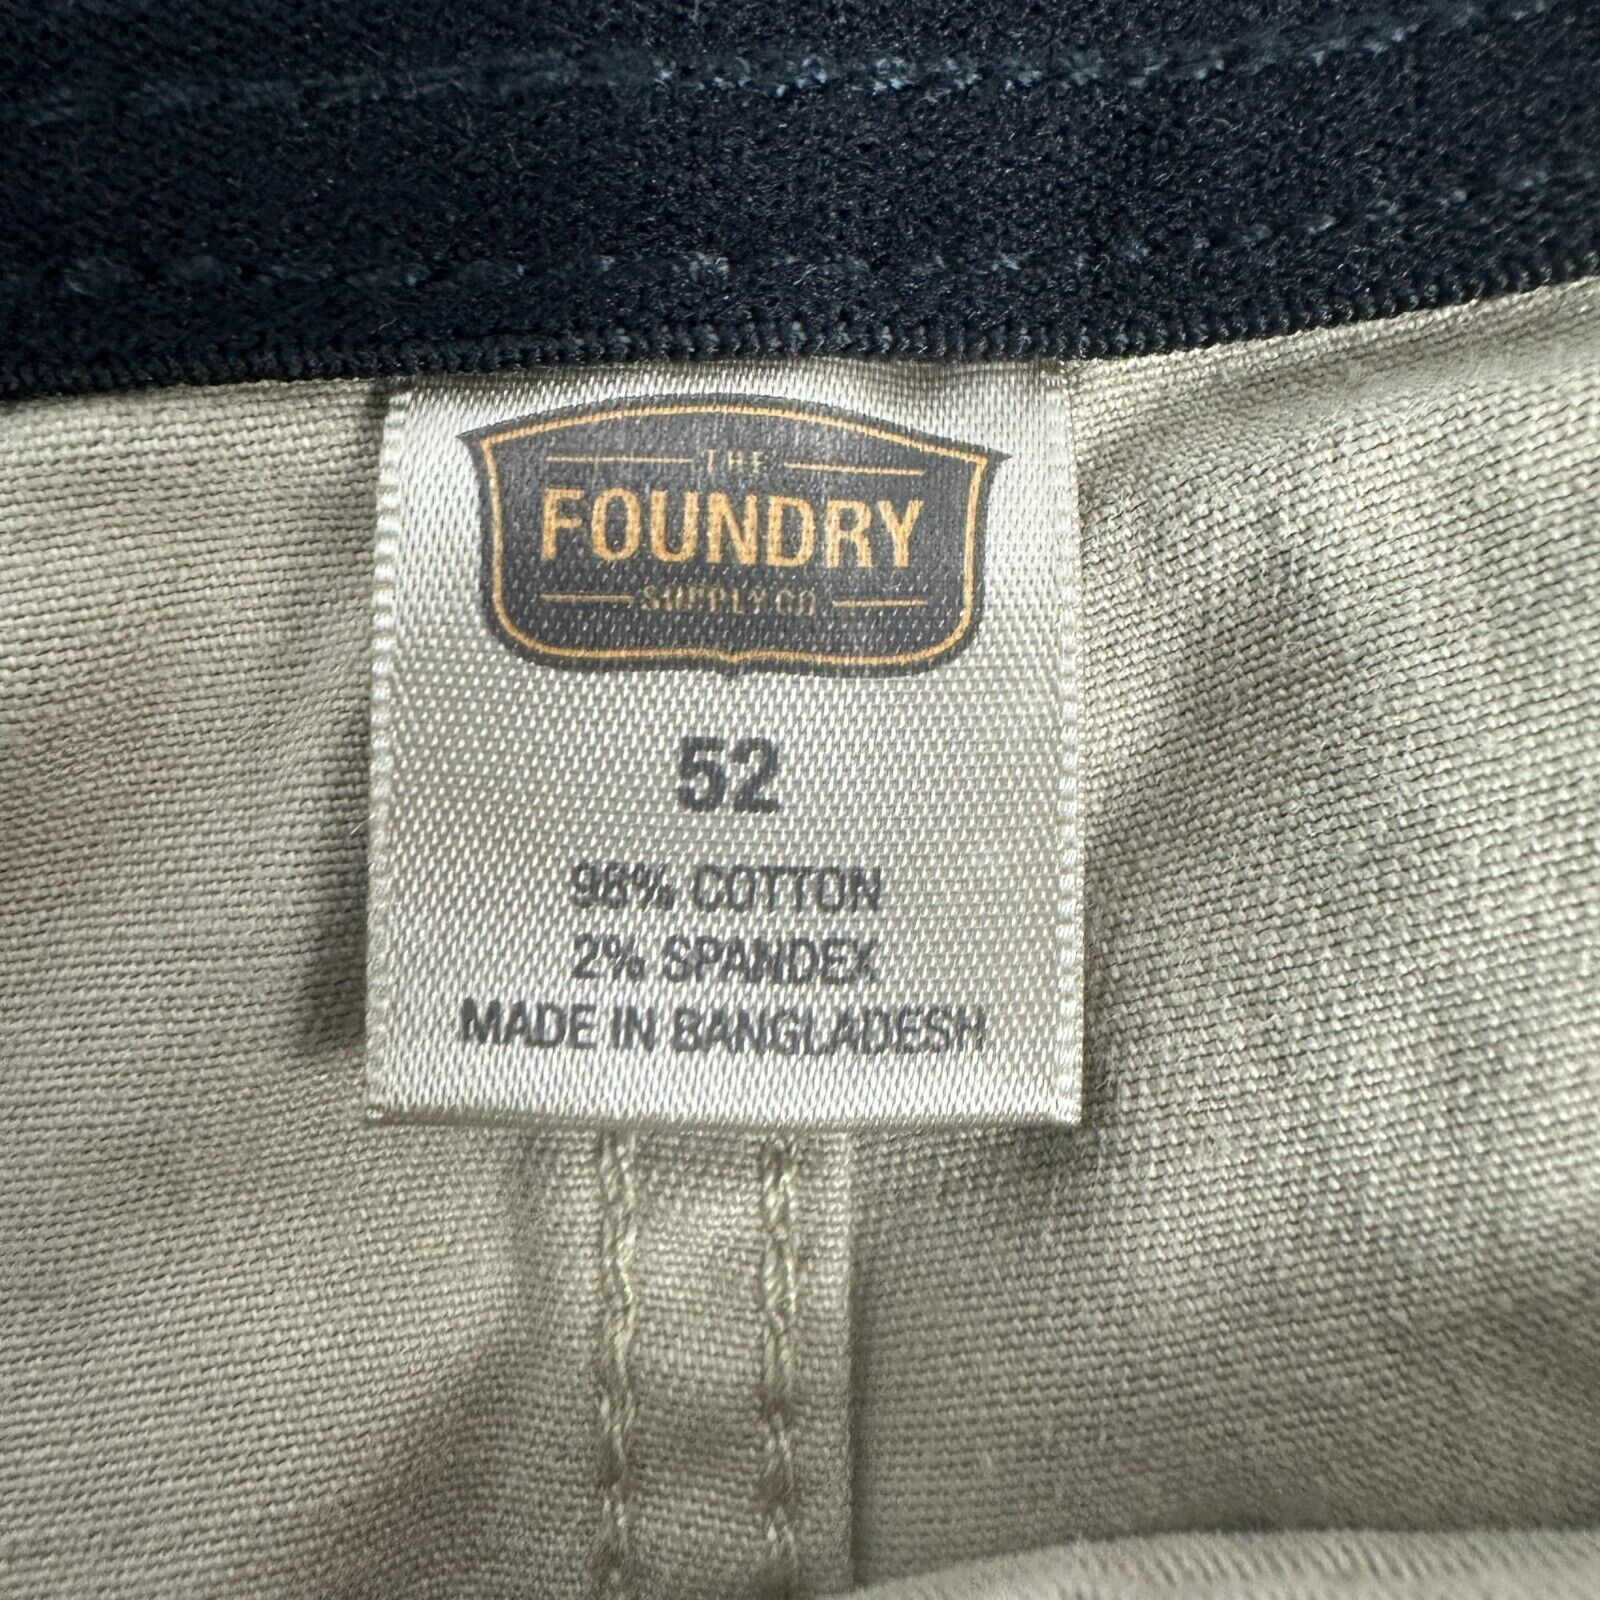 THE
FOUNDRY
SUPPLY CO
52
98% COTTON
2% SPANDEX
MADE IN BANGLADESH